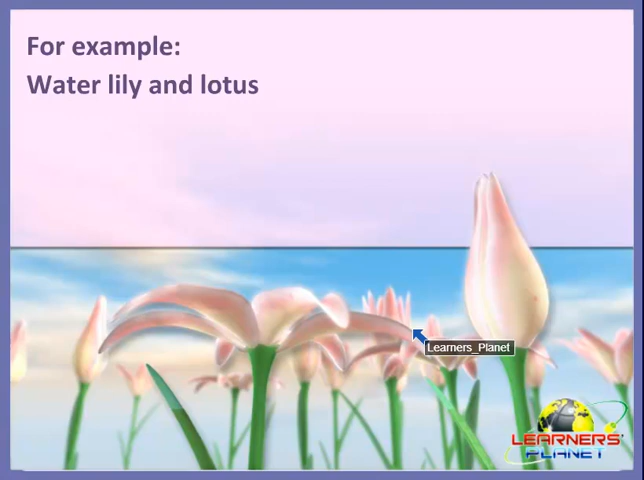 For example:
Water lily and lotus
Learners_Planet
LEARNERS'
PLANET